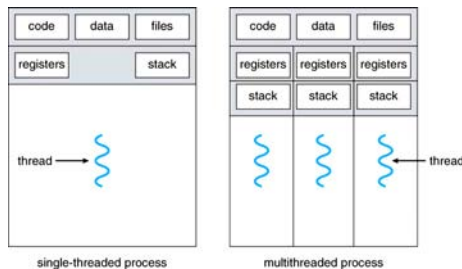 code data files
registers stack
thread
single-threaded process
code data files
registers registers registers
stack stack stack
thread
multithreaded process